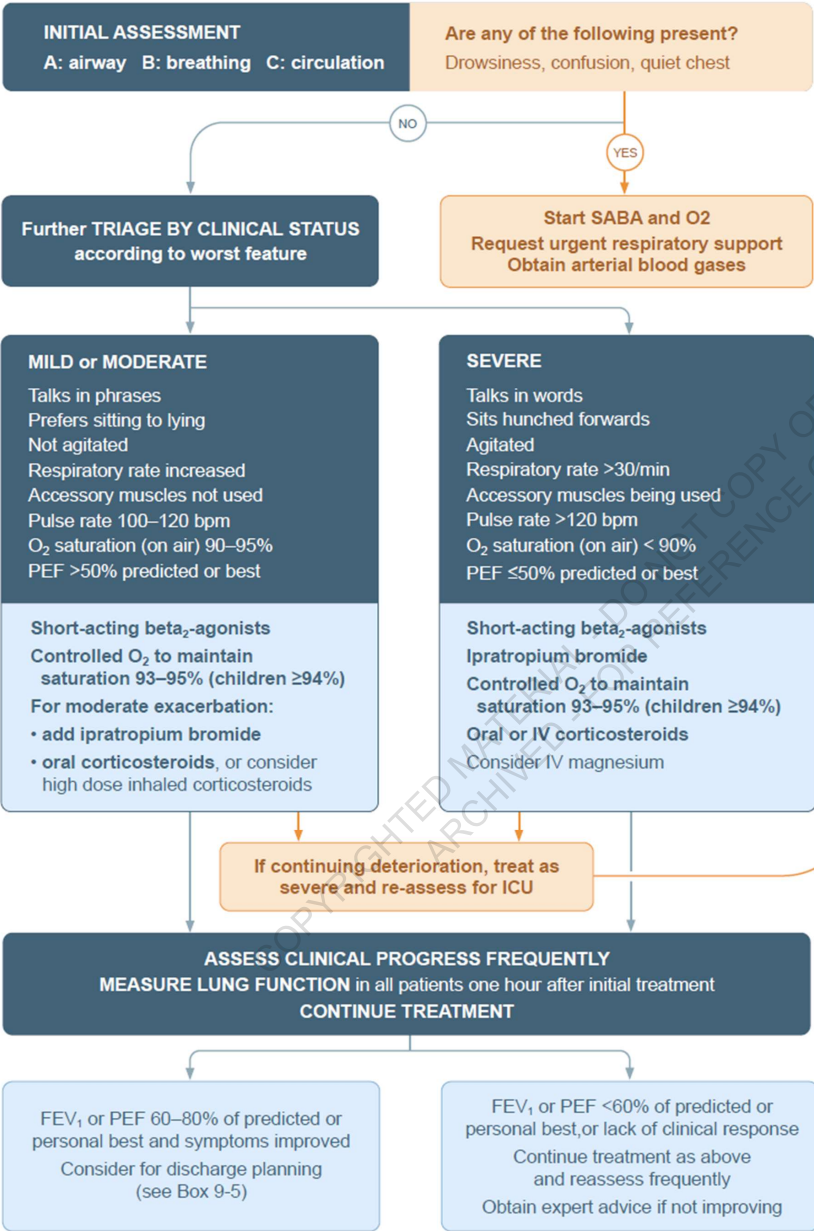 INITIAL ASSESSMENT
A: airway B: breathing C: circulation
Are any of the following present?
Drowsiness, confusion, quiet chest
NO
YES
Further TRIAGE BY CLINICAL STATUS
according to worst feature
Start SABA and O2
Request urgent respiratory support
Obtain arterial blood gases
MILD or MODERATE
Talks in phrases
Prefers sitting to lying
Not agitated
Respiratory rate increased
Accessory muscles not used
Pulse rate 100–120 bpm
O₂ saturation (on air) 90–95%
PEF >50% predicted or best
SEVERE
Talks in words
Sits hunched forwards
Agitated
Respiratory rate >30/min
Accessory muscles being used
Pulse rate >120 bpm
O₂ saturation (on air) < 90%
PEF ≤50% predicted or best
Short-acting beta₂-agonists
Controlled O₂ to maintain
saturation 93–95% (children ≥94%)
For moderate exacerbation:
• add ipratropium bromide
• oral corticosteroids, or consider
high dose inhaled corticosteroids
Short-acting beta₂-agonists
Ipratropium bromide
Controlled O₂ to maintain
saturation 93–95% (children ≥94%)
Oral or IV corticosteroids
Consider IV magnesium
If continuing deterioration, treat as
severe and re-assess for ICU
ASSESS CLINICAL PROGRESS FREQUENTLY
MEASURE LUNG FUNCTION in all patients one hour after initial treatment
CONTINUE TREATMENT
FEV₁ or PEF 60–80% of predicted or
personal best and symptoms improved
Consider for discharge planning
(see Box 9-5)
FEV₁ or PEF <60% of predicted or
personal best,or lack of clinical response
Continue treatment as above
and reassess frequently
Obtain expert advice if not improving
COPYRIGHTED MATERIAL - DO NOT COPY OR
ARCHIVED - FOR REFERENCE